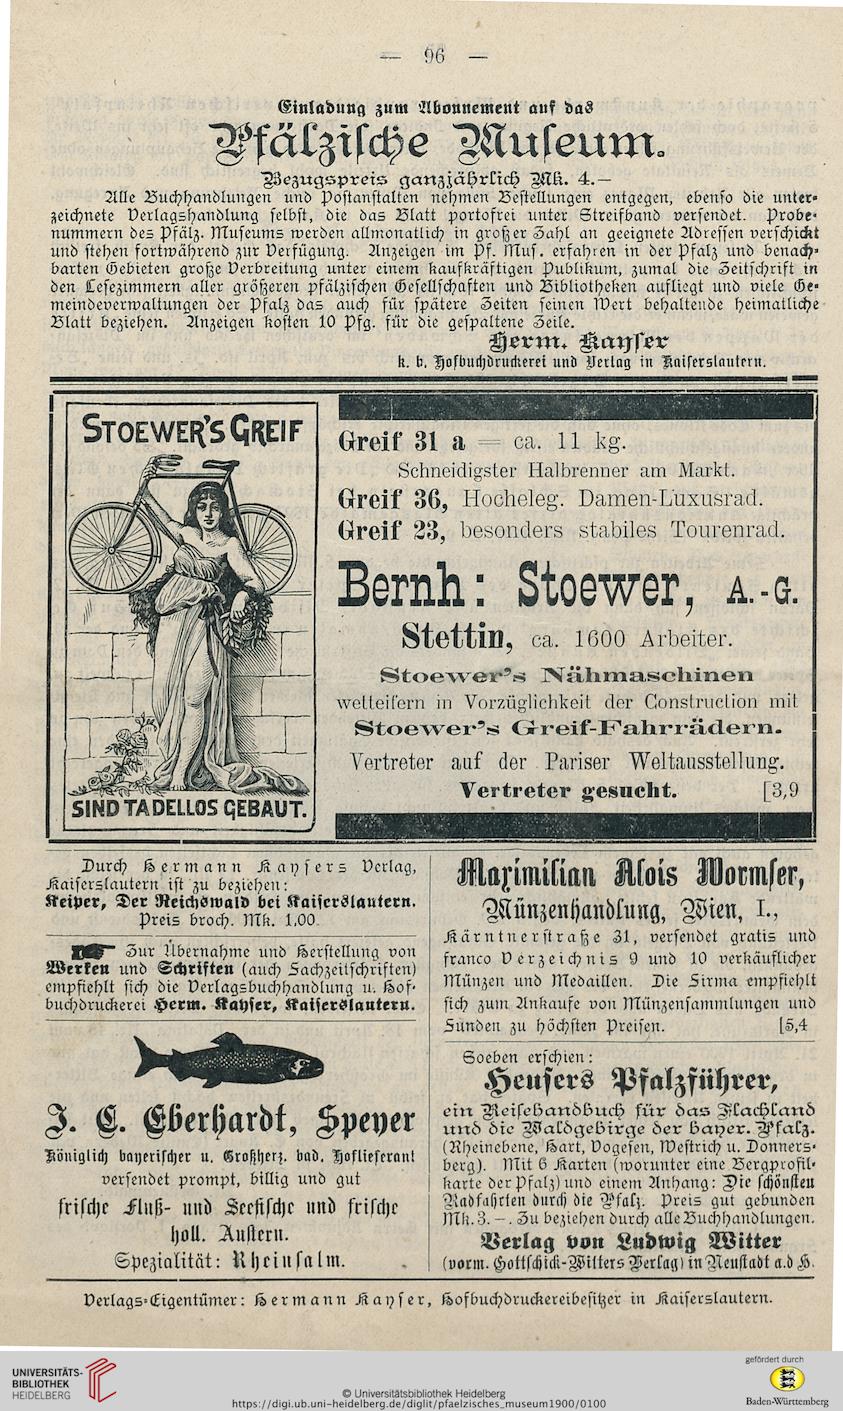 — 96 —
Einladung zum Abonnement auf das
Pfälzische Museum.
Bezugspreis ganzjährlich Mk. 4.—
Alle Buchhandlungen und Postanstalten nehmen Bestellungen entgegen, ebenso die unter-
zeichnete Verlagshandlung selbst, die das Blatt portofrei unter Streifband versendet. Probe-
nummern des Pfälz. Museums werden allmonatlich in großer Zahl an geeignete Adressen verschickt
und stehen fortwährend zur Verfügung. Anzeigen im Pf. Mus. erfahren in der Pfalz und benach-
barten Gebieten große Verbreitung unter einem kaufkräftigen Publikum, zumal die Zeitschrift in
den Lesezimmern aller größeren pfälzischen Gesellschaften und Bibliotheken aufliegt und viele Ge-
meindeverwaltungen der Pfalz das auch für spätere Zeiten seinen Wert behaltende heimatliche
Blatt beziehen. Anzeigen kosten 10 Pfg. für die gespaltene Zeile.
Herm. Kayser
k. b. Hofbuchdruckerei und Verlag in Kaiserslautern.
STOEWER'S GREIF
SIND TADELLOS GEBAUT.
Greif 31 a = ca. 11 kg.
Schneidigster Halbrenner am Markt.
Greif 36, Hocheleg. Damen-Luxusrad.
Greif 23, besonders stabiles Tourenrad.
Bernh: Stoewer, A.-G.
Stettin, ca. 1600 Arbeiter.
Stoewer's Nähmaschinen
wetteifern in Vorzüglichkeit der Construction mit
Stoewer's Greif-Fahrrädern.
Vertreter auf der Pariser Weltausstellung.
Vertreter gesucht. [3,9
Durch Hermann Kaysers Verlag,
Kaiserslautern ist zu beziehen:
Keiper, Der Reichswald bei Kaiserslautern.
Preis broch. Mk. 1,00.
Zur Übernahme und Herstellung von
Werken und Schriften (auch Fachzeitschriften)
empfiehlt sich die Verlagsbuchhandlung u. Hof-
buchdruckerei Herm. Kayser, Kaiserslautern.
J. C. Eberhardt, Speyer
Königlich bayerischer u. Großherz. bad. Hoflieferant
versendet prompt, billig und gut
frische Fluß- und Seefische und frische
holl. Austern.
Spezialität: Rheinsalm.
Maximilian Alois Wormser,
Münzenhandlung, Wien, I.,
Kärntnerstraße 31, versendet gratis und
franco Verzeichnis 9 und 10 verkäuflicher
Münzen und Medaillen. Die Firma empfiehlt
sich zum Ankaufe von Münzensammlungen und
Funden zu höchsten Preisen. [5,4
Soeben erschien:
Heusers Pfalzführer,
ein Reisehandbuch für das Flachland
und die Waldgebirge der bayer. Pfalz.
(Rheinebene, Hart, Vogesen, Westrich u. Donners-
berg). Mit 6 Karten (worunter eine Bergprofil-
karte der Pfalz) und einem Anhang: Die schönsten
Radfahrten durch die Pfalz. Preis gut gebunden
Mk. 3.—. Zu beziehen durch alle Buchhandlungen.
Verlag von Ludwig Witter
(vorm. Gottschick-Witters Verlag) in Neustadt a.d H.
Verlags-Eigentümer: Hermann Kayser, Hofbuchdruckereibesitzer in Kaiserslautern.
UNIVERSITÄTS-
BIBLIOTHEK
HEIDELBERG
© Universitätsbibliothek Heidelberg
https://digi.ub.uni-heidelberg.de/diglit/pfaelzisches_museum1900/0100
gefördert durch
Baden-Württemberg